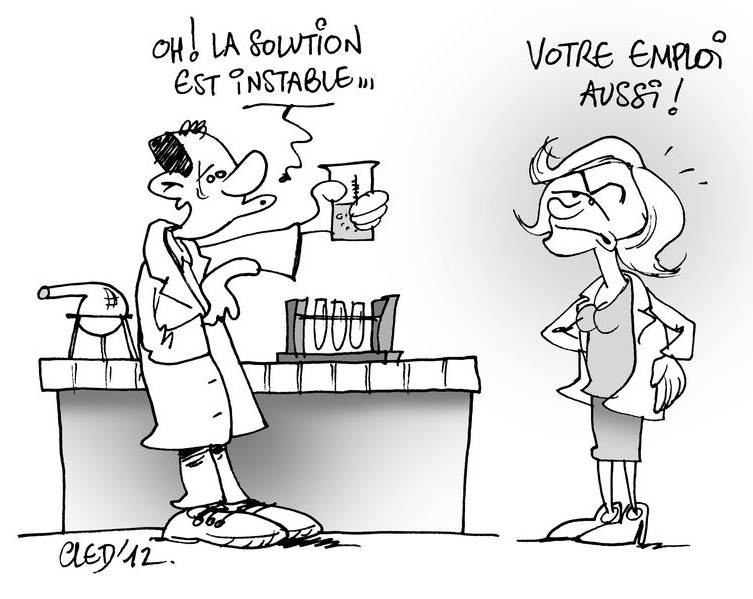 OH! LA SOLUTION
EST INSTABLE...
VOTRE EMPLOI
AUSSI!
CLED'12.